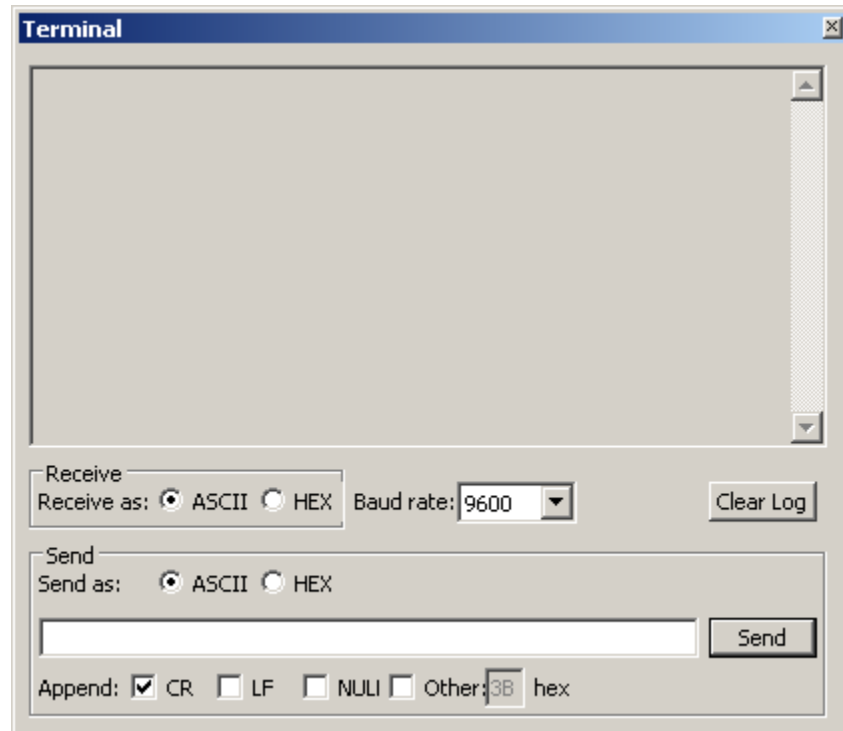 Terminal
Receive
Receive as: ASCII HEX Baud rate: 9600 Clear Log
Send
Send as: ASCII HEX
Send
Append: CR LF NULl Other: 3B hex